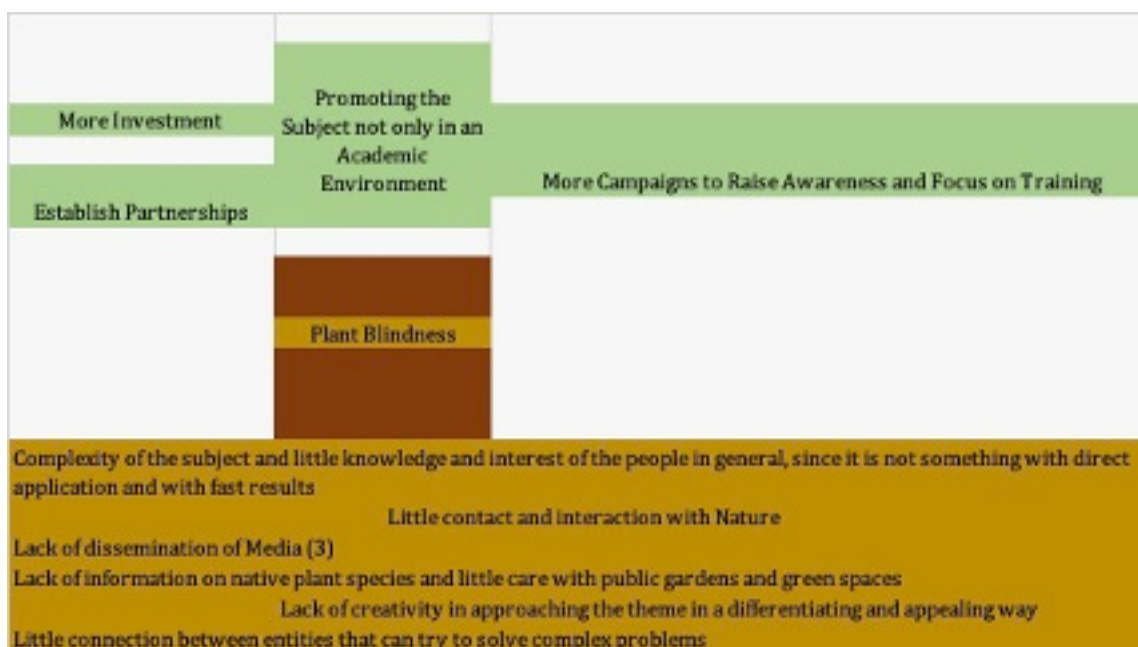 Promoting the
More Investment
Subject not only in an
Academic
Environment
More Campaigns to Raise Awareness and Focus on Training
Establish Partnerships
Plant Blindness
Complexity of the subject and little knowledge and interest of the people in general, since it is not something with direct
application and with fast results
Little contact and interaction with Nature
Lack of dissemination of Media (3)
Lack of information on native plant species and little care with public gardens and green spaces
Lack of creativity in approaching the theme in a differentiating and appealing way
Little connection between entities that can try to solve complex problems